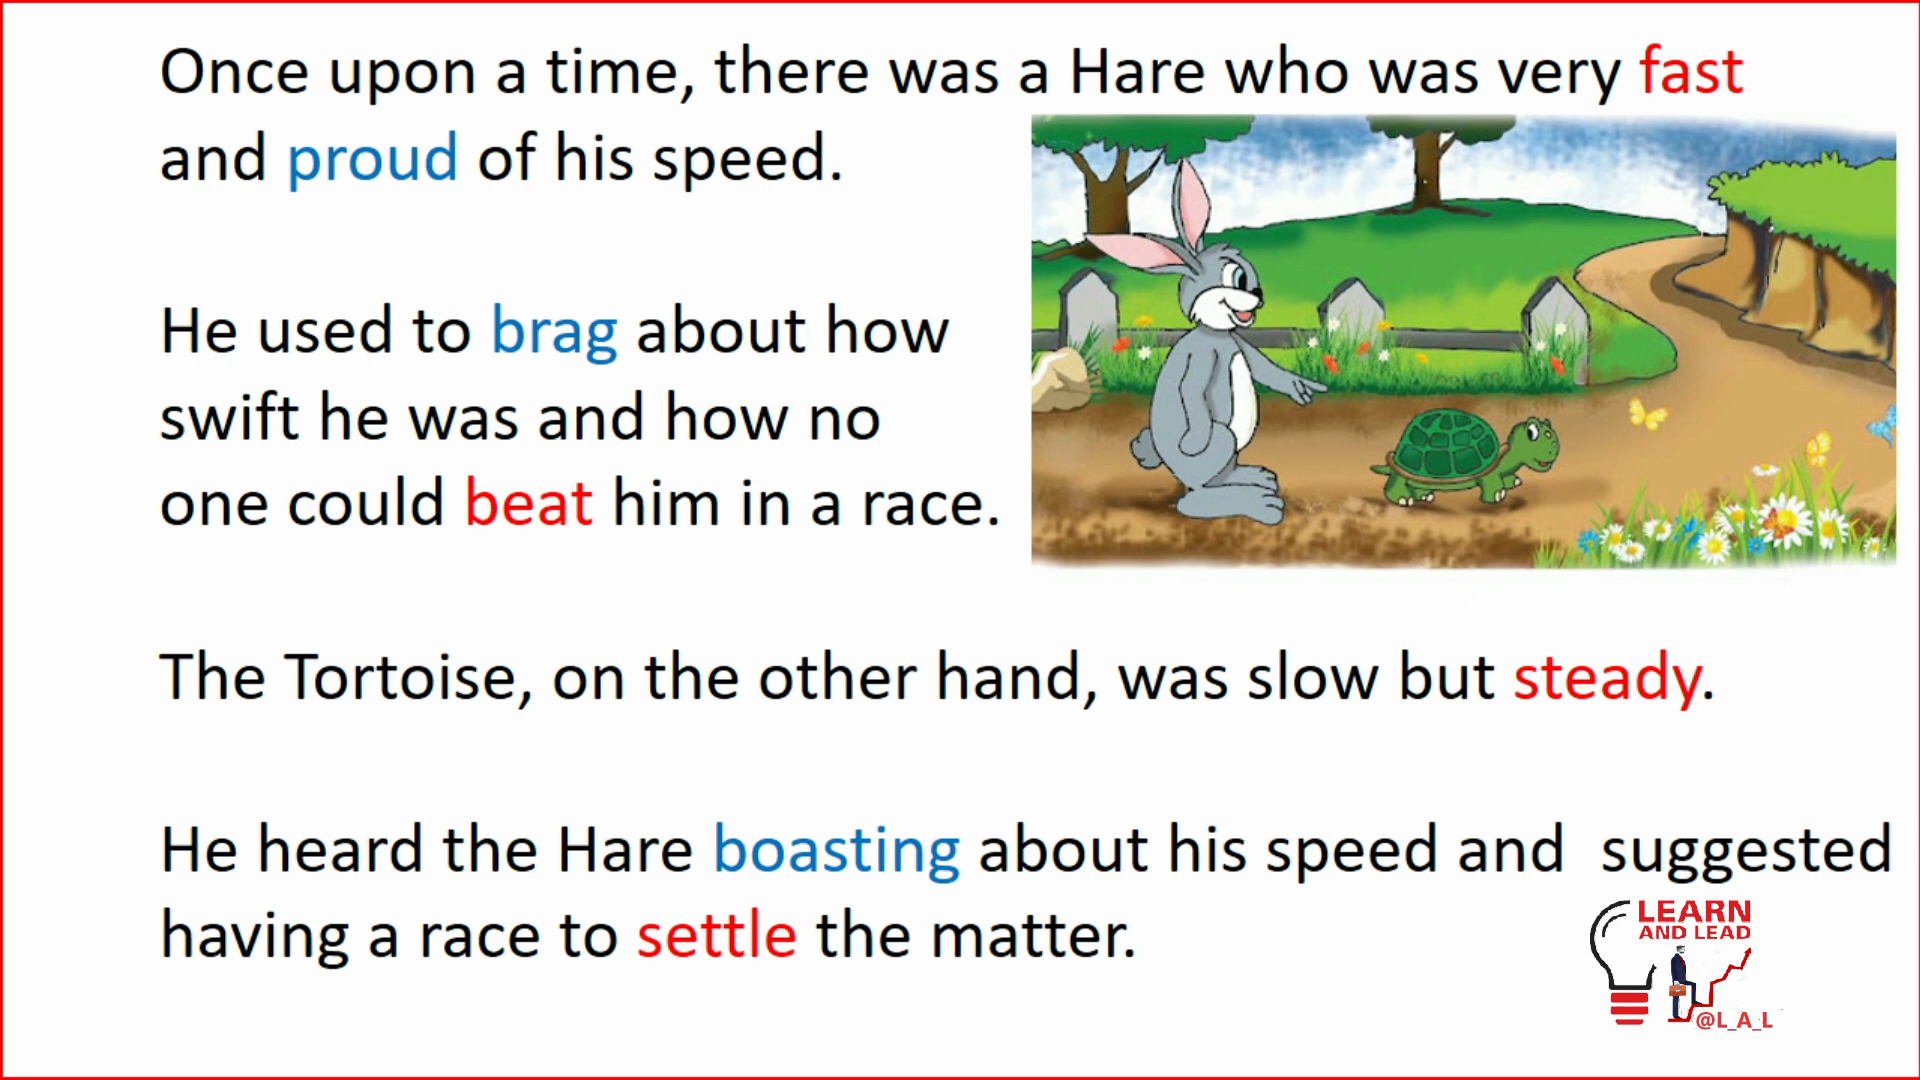 Once upon a time, there was a Hare who was very fast
and proud of his speed.
He used to brag about how
swift he was and how no
one could beat him in a race.
The Tortoise, on the other hand, was slow but steady.
He heard the Hare boasting about his speed and  suggested
having a race to settle the matter.
LEARN
AND LEAD
@L_A_L